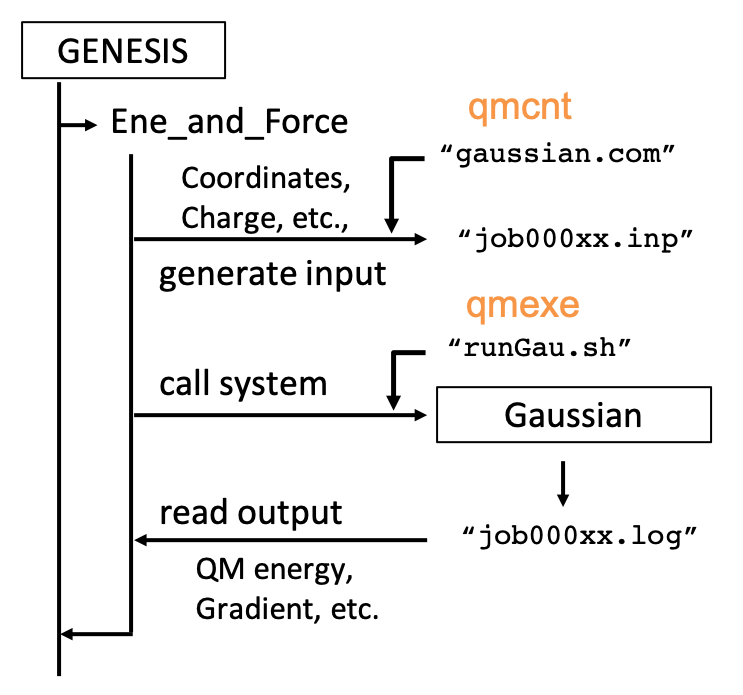 GENESIS
Ene_and_Force
qmcnt
“gaussian.com”
Coordinates,
Charge, etc.,
“job000xx.inp”
generate input
qmexe
“runGau.sh”
call system
Gaussian
read output
“job000xx.log”
QM energy,
Gradient, etc.